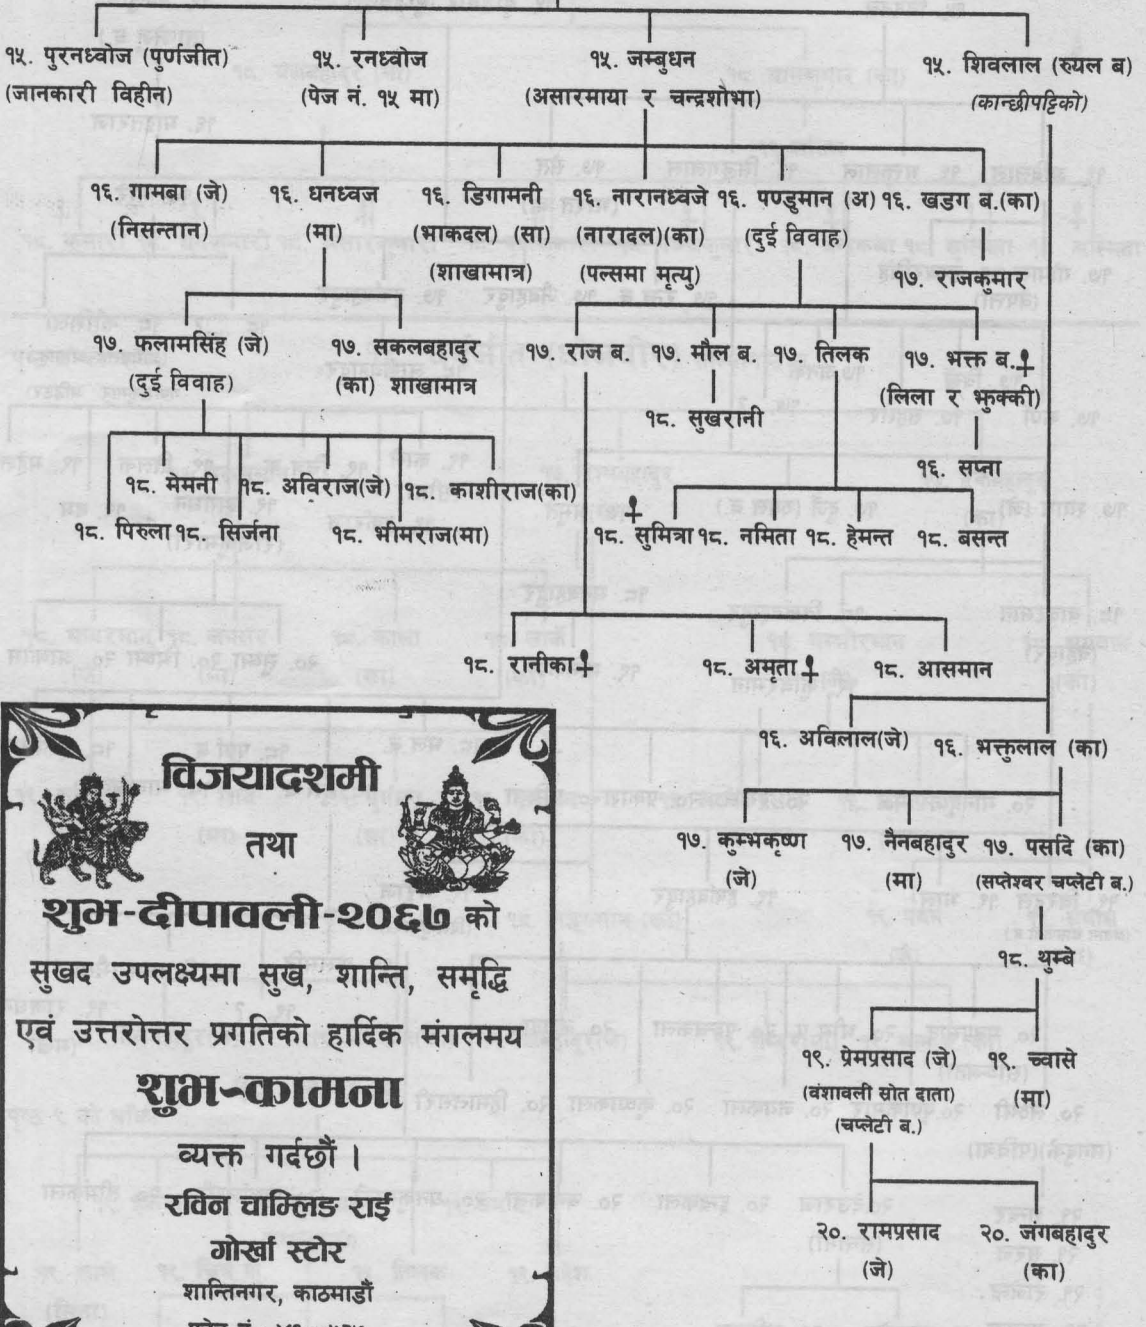 १५. पुरनध्वोज (पुर्णजीत) १५. रनध्वोज १५. जम्बुधन १५. शिवलाल (रुयल ब)
(जानकारी विहीन) (पेज नं. १५ मा) (असारमाया र चन्द्रशोभा) (कान्छीपट्टिको)
१६. गामबा (जे) १६. धनध्वज १६. डिगामनी १६. नारानध्वजे १६. पण्डुमान (अ) १६. खडग ब.(का)
(निसन्तान) (मा) (भाकदल) (सा) (नारादल)(का) (दुई विवाह)
(शाखामात्र) (पल्समा मृत्यु) १७. राजकुमार
१७. फलामसिंह (जे) १७. सकलबहादुर १७. राज ब. १७. मौल ब. १७. तिलक १७. भक्त ब.
(दुई विवाह) (का) शाखामात्र (लिला र झुक्की)
१८. सुखरानी
१६. सप्ना
१८. मेमनी १८. अविराज(जे) १८. काशीराज(का)
१८. पिरुला १८. सिर्जना १८. भीमराज(मा) १८. सुमित्रा १८. नमिता १८. हेमन्त १८. बसन्त
१८. रानीका १८. अमृता १८. आसमान
१६. अविलाल(जे) १६. भक्तुलाल (का)
१७. कुम्भकृष्ण १७. नैनबहादुर १७. पर्सादे (का)
(जे) (मा) (सप्तेश्वर चप्लेटी ब.)
१८. थुम्बे
१९. प्रेमप्रसाद (जे) १९. च्वासे
(वंशावली स्रोत दाता) (मा)
(चप्लेटी ब.)
२०. रामप्रसाद २०. जंगबहादुर
(जे) (का)
विजयादशमी
तथा
शुभ-दीपावली-२०६७ को
सुखद उपलक्ष्यमा सुख, शान्ति, समृद्धि
एवं उत्तरोत्तर प्रगतिको हार्दिक मंगलमय
शुभ-कामना
व्यक्त गर्दछौं ।
रविन चाम्लिङ राई
गोर्खा स्टोर
शान्तिनगर, काठमाडौं